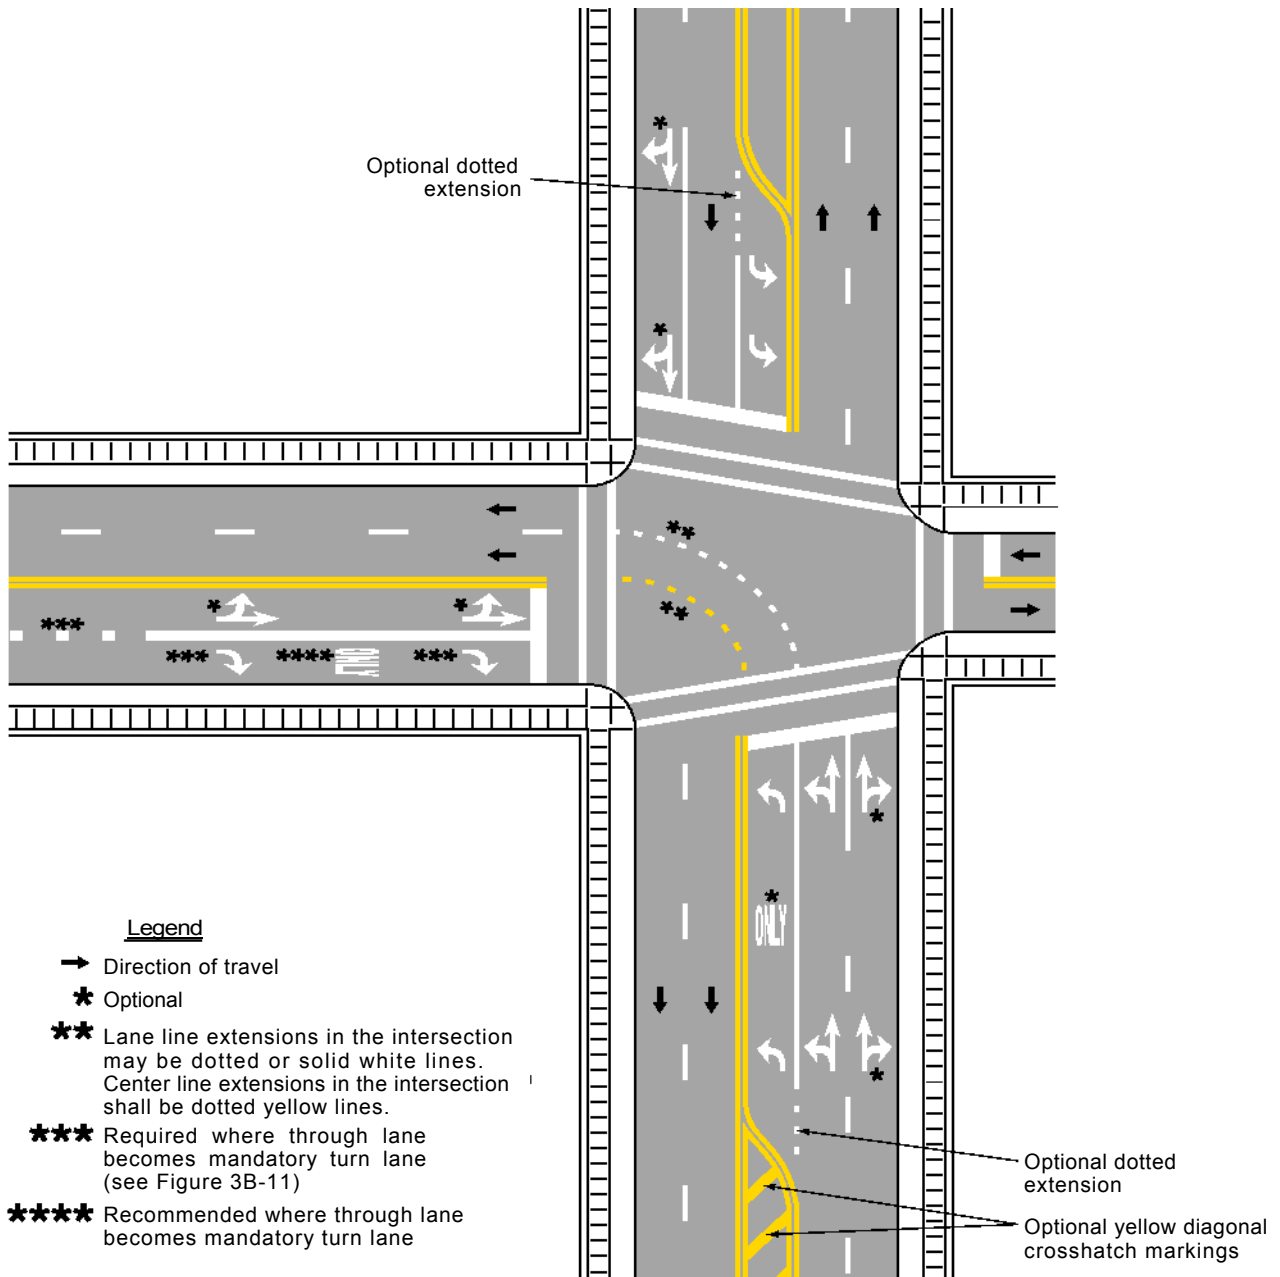 Optional dotted
extension
ONLY
ONLY
Legend
Direction of travel
* Optional
** Lane line extensions in the intersection
may be dotted or solid white lines.
Center line extensions in the intersection
shall be dotted yellow lines.
*** Required where through lane
becomes mandatory turn lane
(see Figure 3B-11)
**** Recommended where through lane
becomes mandatory turn lane
Optional dotted
extension
Optional yellow diagonal
crosshatch markings